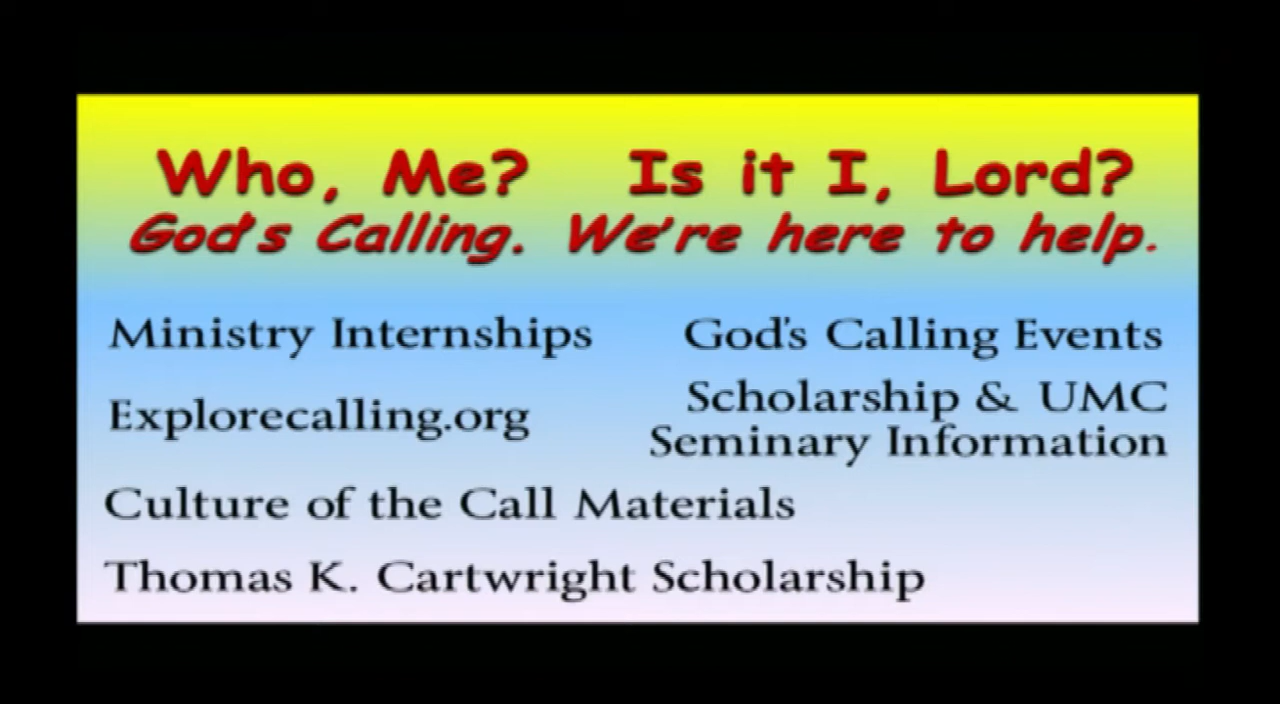 Who, Me? Is it I, Lord?
God's Calling. We're here to help.
Ministry Internships
God's Calling Events
Explorecalling.org
Scholarship & UMC
Seminary Information
Culture of the Call Materials
Thomas K. Cartwright Scholarship